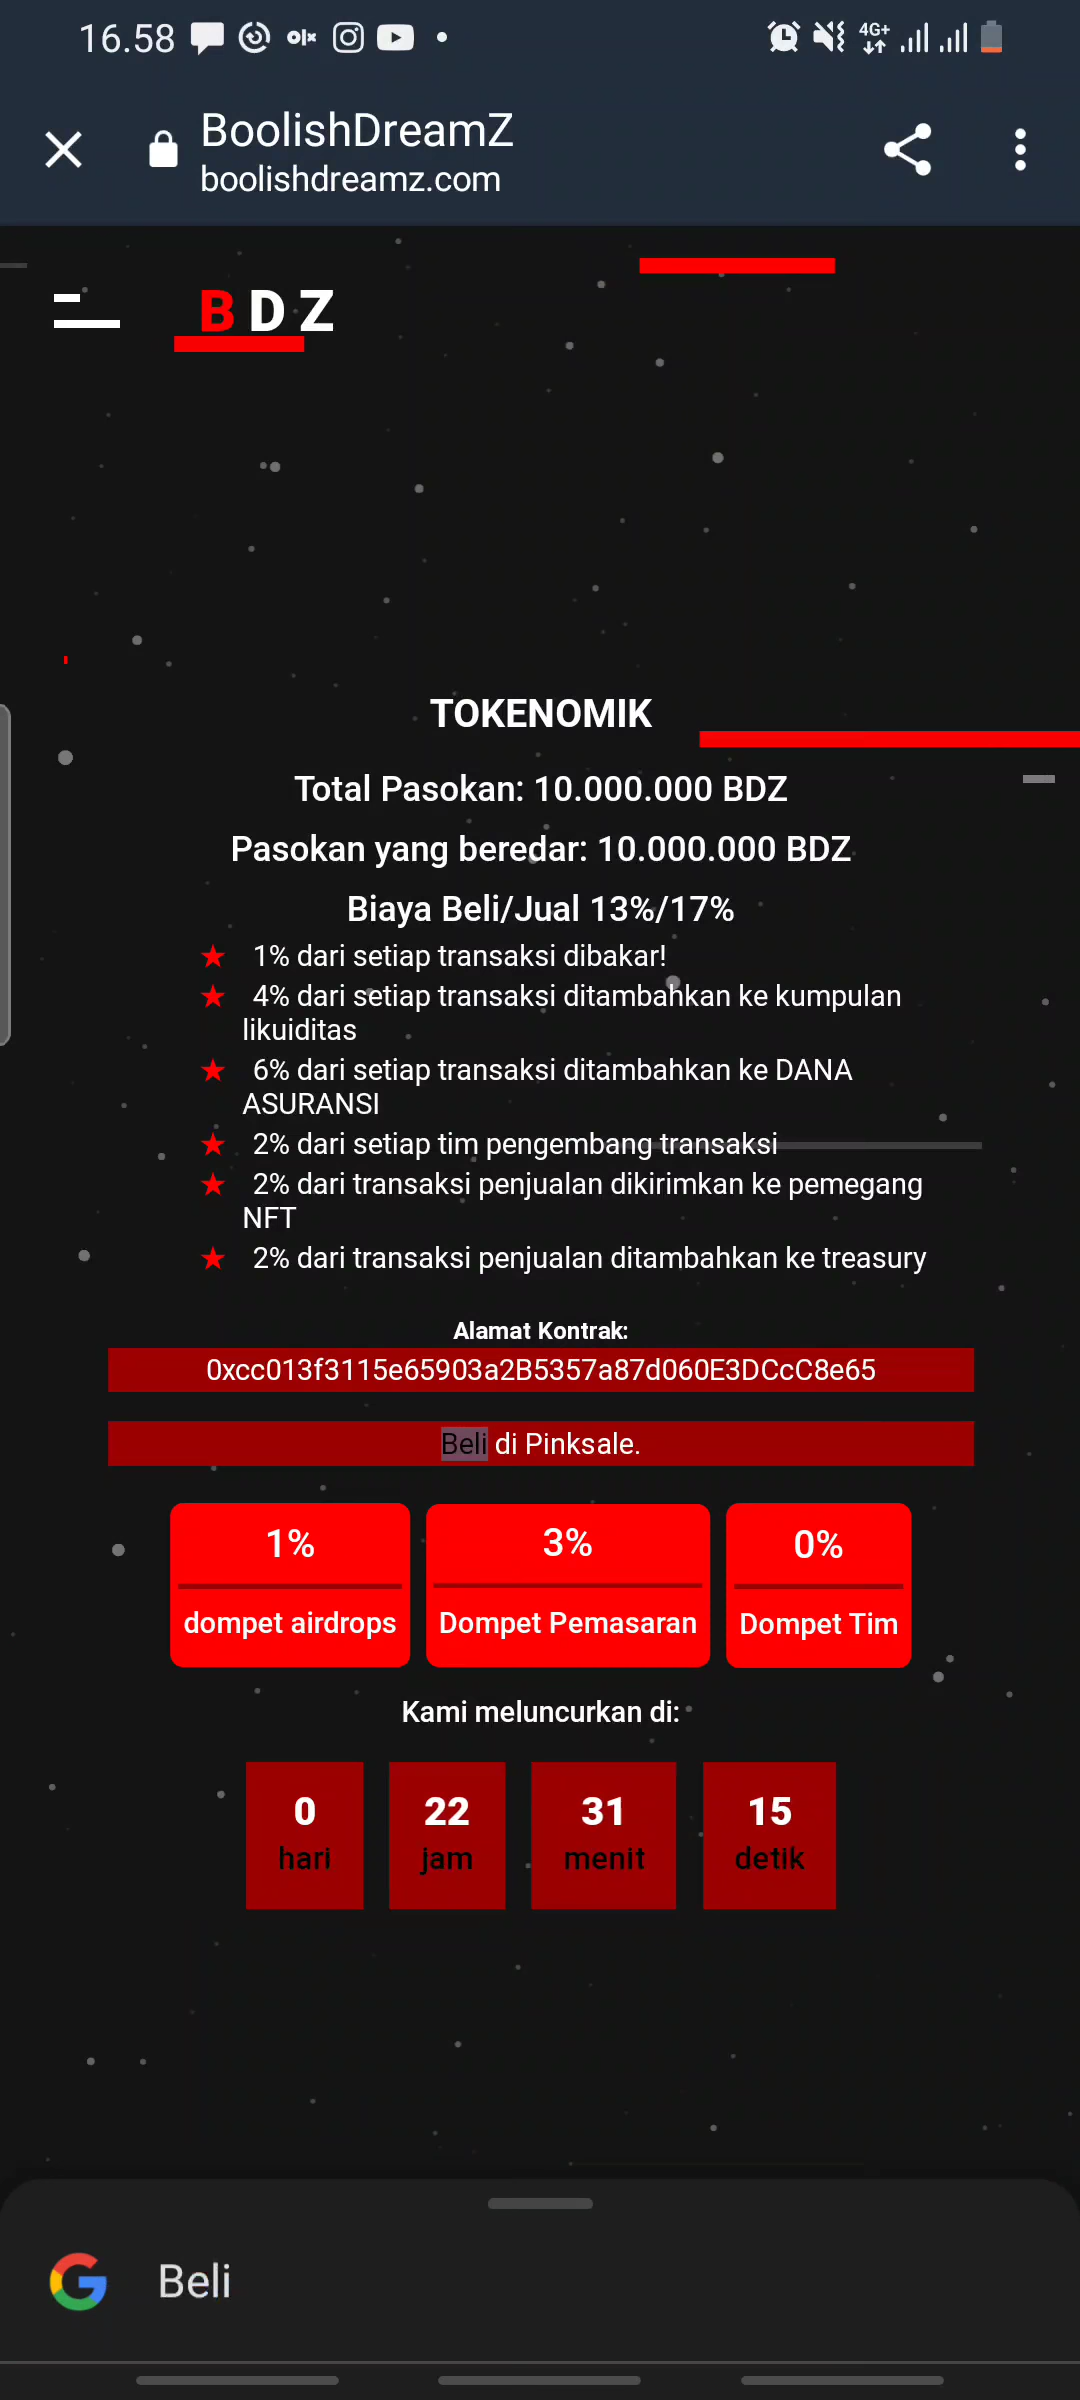 16.58
olx
4G+
BoolishDreamZ
boolishdreamz.com
BDZ
TOKENOMIK
Total Pasokan: 10.000.000 BDZ
Pasokan yang beredar: 10.000.000 BDZ
Biaya Beli/Jual 13%/17%
★ 1% dari setiap transaksi dibakar!
★ 4% dari setiap transaksi ditambahkan ke kumpulan
likuiditas
★ 6% dari setiap transaksi ditambahkan ke DANA
ASURANSI
★ 2% dari setiap tim pengembang transaksi
★ 2% dari transaksi penjualan dikirimkan ke pemegang
NFT
★ 2% dari transaksi penjualan ditambahkan ke treasury
Alamat Kontrak:
0xcc013f3115e65903a2B5357a87d060E3DCcC8e65
Beli di Pinksale.
1% 3% 0%
dompet airdrops Dompet Pemasaran Dompet Tim
Kami meluncurkan di:
0 22 31 15
hari jam menit detik
Beli